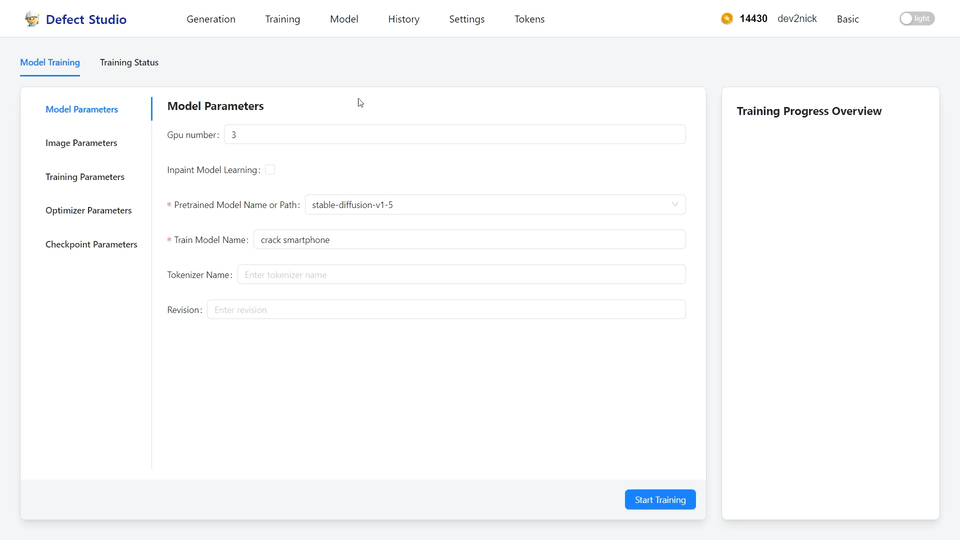 Defect Studio
Generation Training Model History Settings Tokens
14430 dev2nick Basic light
Model Training Training Status
Model Parameters
Image Parameters
Training Parameters
Optimizer Parameters
Checkpoint Parameters
Model Parameters
Gpu number: 3
Inpaint Model Learning:
* Pretrained Model Name or Path: stable-diffusion-v1-5
* Train Model Name: crack smartphone
Tokenizer Name: Enter tokenizer name
Revision: Enter revision
Start Training
Training Progress Overview